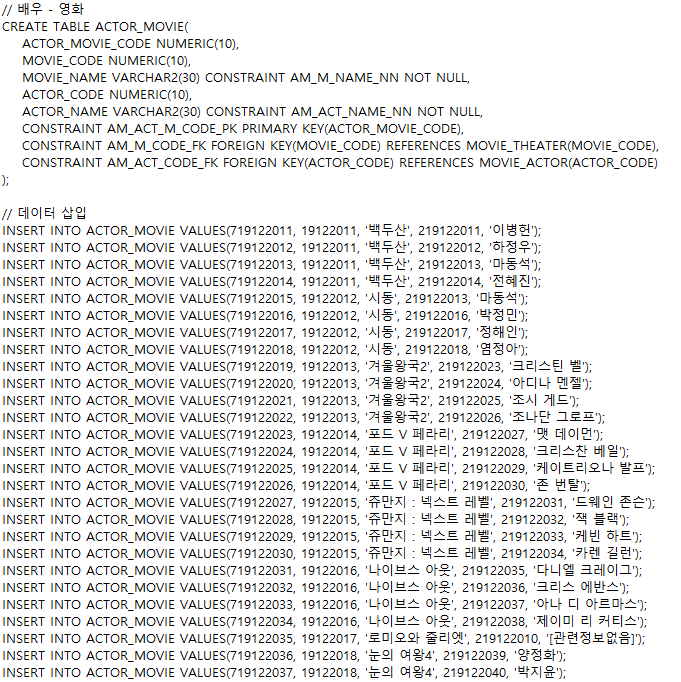 // 배우 - 영화
CREATE TABLE ACTOR_MOVIE(
ACTOR_MOVIE_CODE NUMERIC(10),
MOVIE_CODE NUMERIC(10),
MOVIE_NAME VARCHAR2(30) CONSTRAINT AM_M_NAME_NN NOT NULL,
ACTOR_CODE NUMERIC(10),
ACTOR_NAME VARCHAR2(30) CONSTRAINT AM_ACT_NAME_NN NOT NULL,
CONSTRAINT AM_ACT_M_CODE_PK PRIMARY KEY(ACTOR_MOVIE_CODE),
CONSTRAINT AM_M_CODE_FK FOREIGN KEY(MOVIE_CODE) REFERENCES MOVIE_THEATER(MOVIE_CODE),
CONSTRAINT AM_ACT_CODE_FK FOREIGN KEY(ACTOR_CODE) REFERENCES MOVIE_ACTOR(ACTOR_CODE)
);
// 데이터 삽입
INSERT INTO ACTOR_MOVIE VALUES(719122011, 19122011, '백두산', 219122011, '이병헌');
INSERT INTO ACTOR_MOVIE VALUES(719122012, 19122011, '백두산', 219122012, '하정우');
INSERT INTO ACTOR_MOVIE VALUES(719122013, 19122011, '백두산', 219122013, '마동석');
INSERT INTO ACTOR_MOVIE VALUES(719122014, 19122011, '백두산', 219122014, '전혜진');
INSERT INTO ACTOR_MOVIE VALUES(719122015, 19122012, '시동', 219122013, '마동석');
INSERT INTO ACTOR_MOVIE VALUES(719122016, 19122012, '시동', 219122016, '박정민');
INSERT INTO ACTOR_MOVIE VALUES(719122017, 19122012, '시동', 219122017, '정해인');
INSERT INTO ACTOR_MOVIE VALUES(719122018, 19122012, '시동', 219122018, '염정아');
INSERT INTO ACTOR_MOVIE VALUES(719122019, 19122013, '겨울왕국2', 219122023, '크리스틴 벨');
INSERT INTO ACTOR_MOVIE VALUES(719122020, 19122013, '겨울왕국2', 219122024, '아디나 멘젤');
INSERT INTO ACTOR_MOVIE VALUES(719122021, 19122013, '겨울왕국2', 219122025, '조시 게드');
INSERT INTO ACTOR_MOVIE VALUES(719122022, 19122013, '겨울왕국2', 219122026, '조나단 그로프');
INSERT INTO ACTOR_MOVIE VALUES(719122023, 19122014, '포드 V 페라리', 219122027, '맷 데이먼');
INSERT INTO ACTOR_MOVIE VALUES(719122024, 19122014, '포드 V 페라리', 219122028, '크리스찬 베일');
INSERT INTO ACTOR_MOVIE VALUES(719122025, 19122014, '포드 V 페라리', 219122029, '케이트리오나 발프');
INSERT INTO ACTOR_MOVIE VALUES(719122026, 19122014, '포드 V 페라리', 219122030, '존 번탈');
INSERT INTO ACTOR_MOVIE VALUES(719122027, 19122015, '쥬만지 : 넥스트 레벨', 219122031, '드웨인 존슨');
INSERT INTO ACTOR_MOVIE VALUES(719122028, 19122015, '쥬만지 : 넥스트 레벨', 219122032, '잭 블랙');
INSERT INTO ACTOR_MOVIE VALUES(719122029, 19122015, '쥬만지 : 넥스트 레벨', 219122033, '케빈 하트');
INSERT INTO ACTOR_MOVIE VALUES(719122030, 19122015, '쥬만지 : 넥스트 레벨', 219122034, '카렌 길런');
INSERT INTO ACTOR_MOVIE VALUES(719122031, 19122016, '나이브스 아웃', 219122035, '다니엘 크레이그');
INSERT INTO ACTOR_MOVIE VALUES(719122032, 19122016, '나이브스 아웃', 219122036, '크리스 에반스');
INSERT INTO ACTOR_MOVIE VALUES(719122033, 19122016, '나이브스 아웃', 219122037, '아나 디 아르마스');
INSERT INTO ACTOR_MOVIE VALUES(719122034, 19122016, '나이브스 아웃', 219122038, '제이미 리 커티스');
INSERT INTO ACTOR_MOVIE VALUES(719122035, 19122017, '로미오와 줄리엣', 219122010, '[관련정보없음]');
INSERT INTO ACTOR_MOVIE VALUES(719122036, 19122018, '눈의 여왕4', 219122039, '양정화');
INSERT INTO ACTOR_MOVIE VALUES(719122037, 19122018, '눈의 여왕4', 219122040, '박지윤');